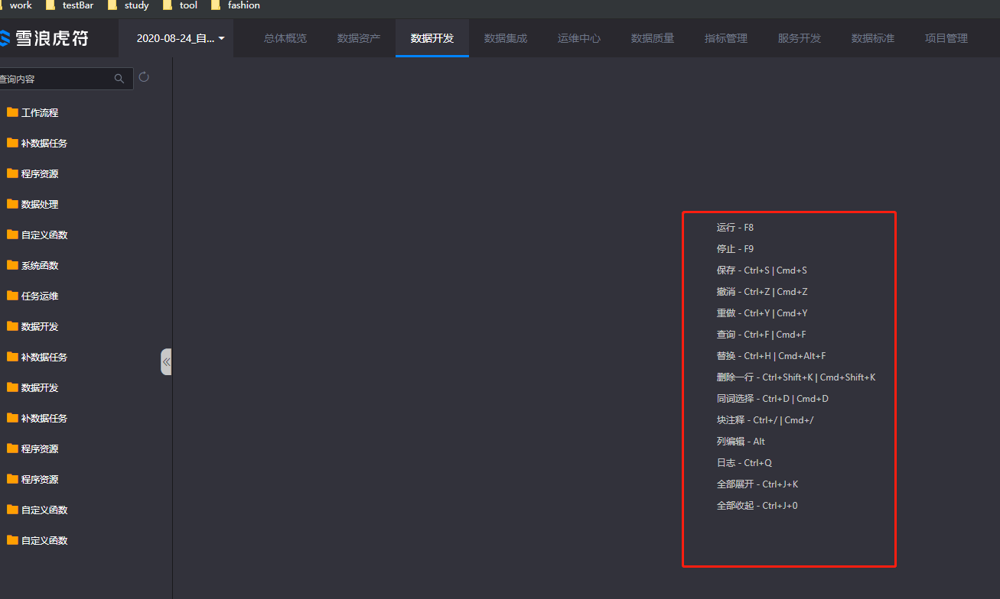 work testBar study tool fashion
雪浪虎符 2020-08-24_自... 总体概览 数据资产 数据开发 数据集成 运维中心 数据质量 指标管理 服务开发 数据标准 项目管理
查询内容
工作流程
补数据任务
程序资源
数据处理
自定义函数
系统函数
任务运维
数据开发
补数据任务
数据开发
补数据任务
程序资源
程序资源
自定义函数
自定义函数
运行 - F8
停止 - F9
保存 - Ctrl+S | Cmd+S
撤消 - Ctrl+Z | Cmd+Z
重做 - Ctrl+Y | Cmd+Y
查询 - Ctrl+F | Cmd+F
替换 - Ctrl+H | Cmd+Alt+F
删除一行 - Ctrl+Shift+K | Cmd+Shift+K
同词选择 - Ctrl+D | Cmd+D
块注释 - Ctrl+/ | Cmd+/
列编辑 - Alt
日志 - Ctrl+Q
全部展开 - Ctrl+J+K
全部收起 - Ctrl+J+0